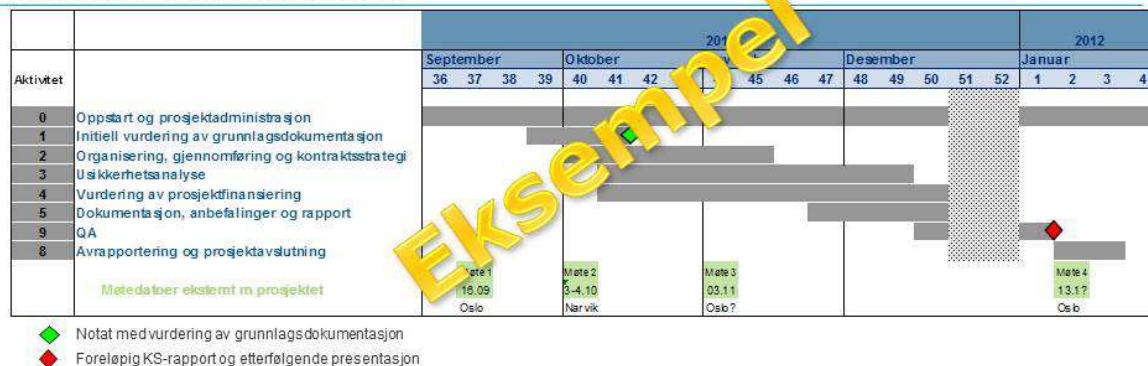 2012
September Oktober Desember Januar
Aktivitet 36 37 38 39 40 41 42 45 46 47 48 49 50 51 52 1 2 3 4
0 Oppstart og prosjektadministrasjon
1 Initiell vurdering av grunnlagsdokumentasjon
2 Organisering, gjennomføring og kontraktsstrategi
3 Usikkerhetsanalyse
4 Vurdering av prosjektfinansiering
5 Dokumentasjon, anbefalinger og rapport
9 QA
8 Avrapportering og prosjektavslutning
Møte 1 Møte 2 Møte 3 Møte 4
Møtedatoer eksternt m prosjektet 16.09 3-4.10 03.11 13.1?
Oslo Narvik Oslo? Oslo
Eksempel
Notat med vurdering av grunnlagsdokumentasjon
Foreløpig KS-rapport og etterfølgende presentasjon